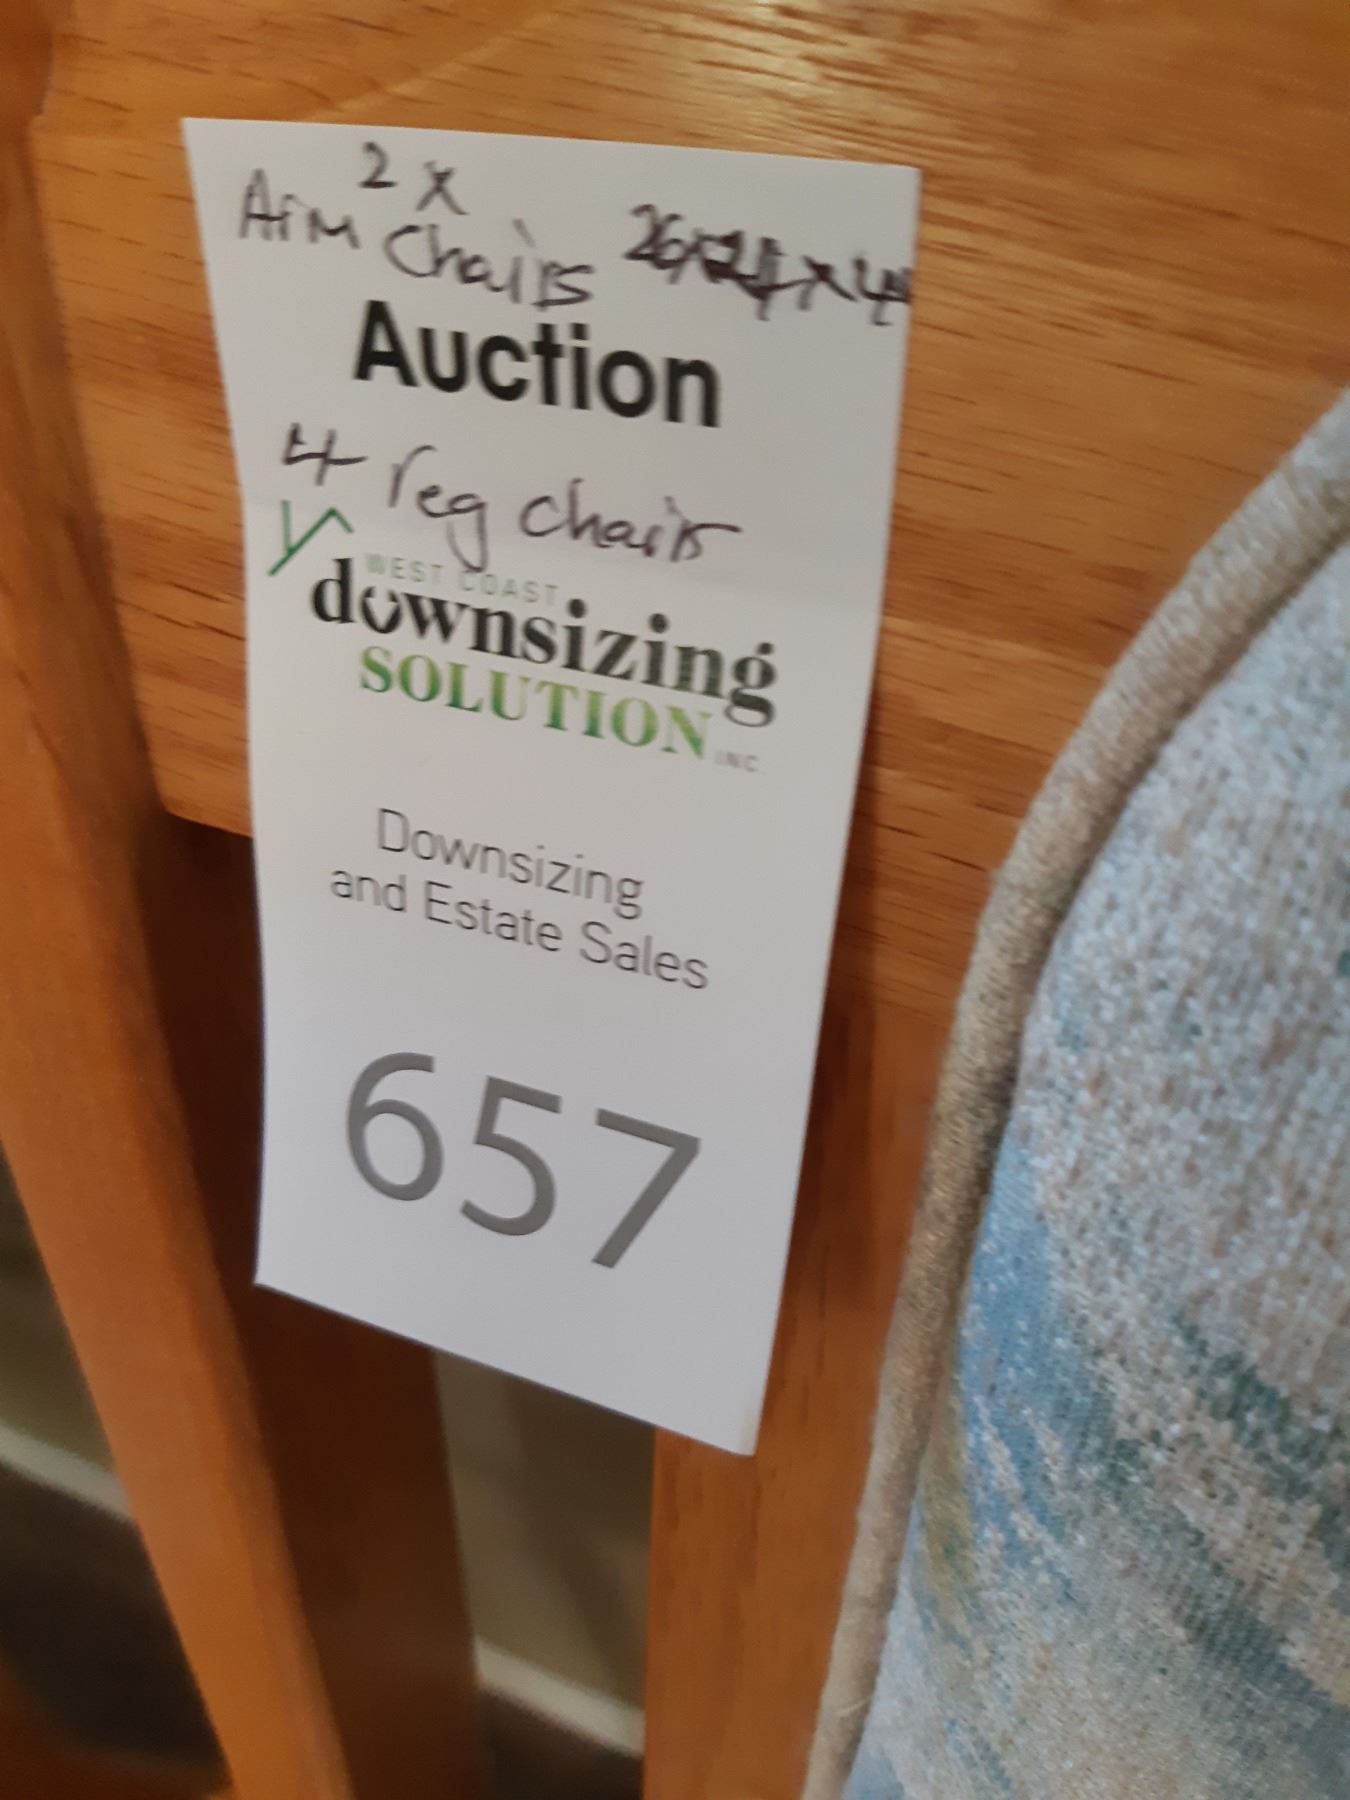 2 x
Arm Chairs
Auction
4 reg chairs
WEST COAST
downsizing
SOLUTION INC
Downsizing
and Estate Sales
657